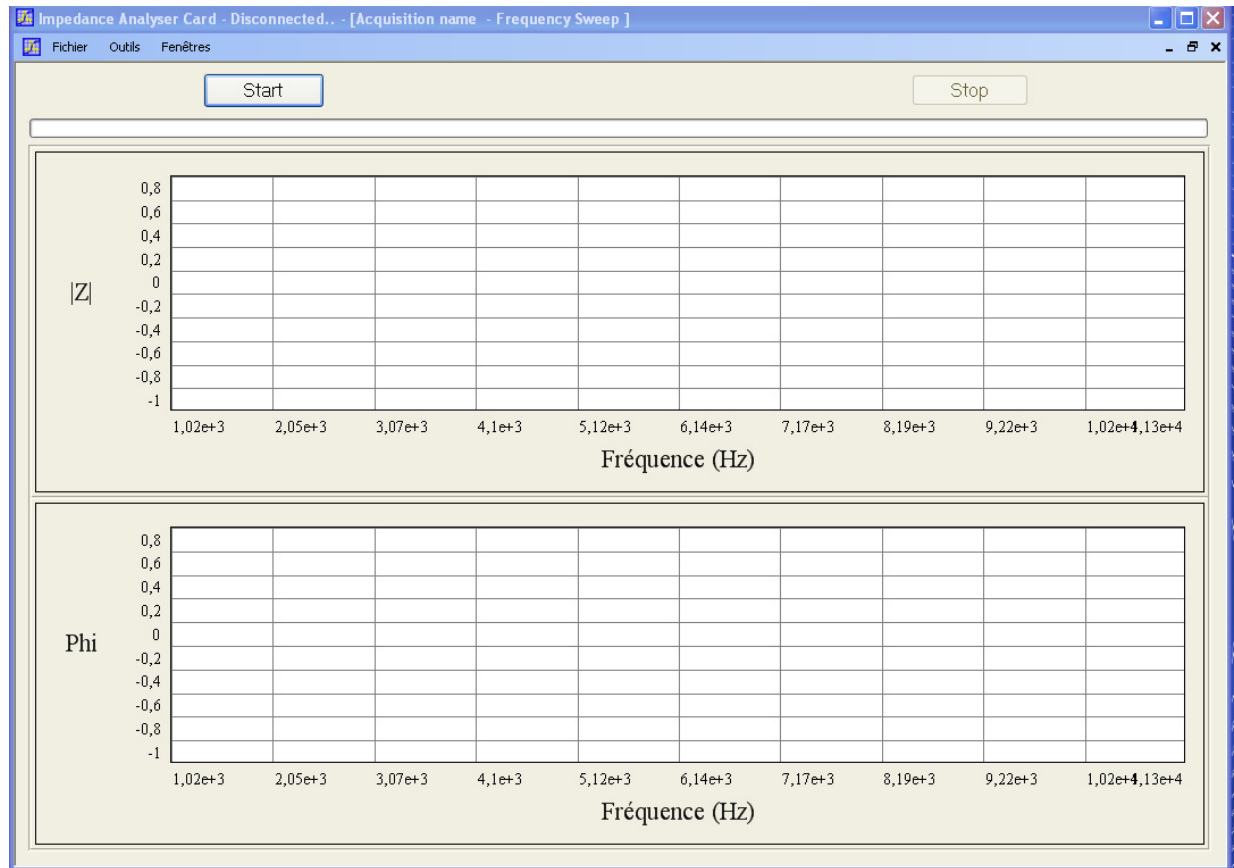 Impedance Analyser Card - Disconnected.. - [Acquisition name - Frequency Sweep ]
Fichier Outils Fenêtres
Start Stop
0,8
0,6
0,4
0,2
0
-0,2
-0,4
-0,6
-0,8
-1
|Z|
1,02e+3 2,05e+3 3,07e+3 4,1e+3 5,12e+3 6,14e+3 7,17e+3 8,19e+3 9,22e+3 1,02e+4,13e+4
Fréquence (Hz)
0,8
0,6
0,4
0,2
0
-0,2
-0,4
-0,6
-0,8
-1
Phi
1,02e+3 2,05e+3 3,07e+3 4,1e+3 5,12e+3 6,14e+3 7,17e+3 8,19e+3 9,22e+3 1,02e+4,13e+4
Fréquence (Hz)